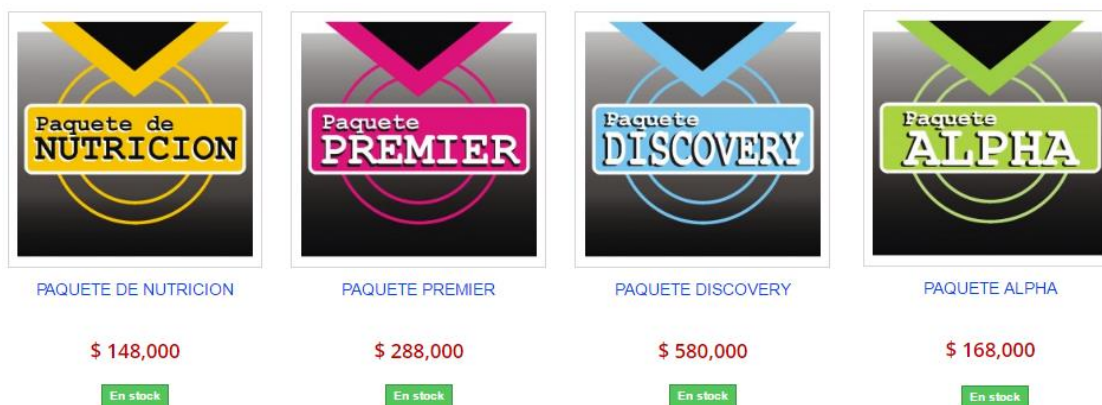 Paquete de
NUTRICION
Paquete
PREMIER
Paquete
DISCOVERY
Paquete
ALPHA
PAQUETE DE NUTRICION
PAQUETE PREMIER
PAQUETE DISCOVERY
PAQUETE ALPHA
$ 148,000
$ 288,000
$ 580,000
$ 168,000
En stock
En stock
En stock
En stock